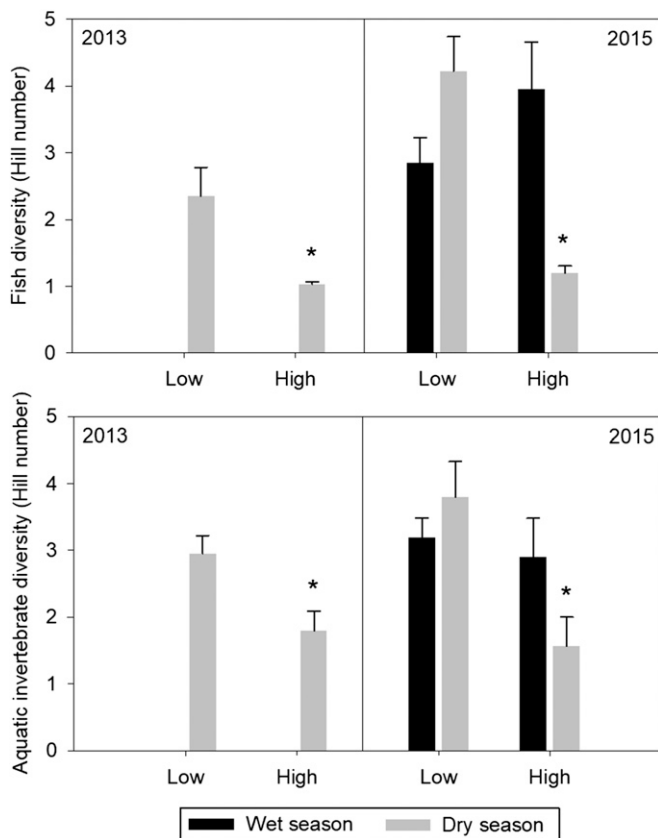 Fish diversity (Hill number)
5
4
3
2
1
0
2013
2015
*
*
Low
High
Low
High
Aquatic invertebrate diversity (Hill number)
5
4
3
2
1
0
2013
2015
*
*
Low
High
Low
High
Wet season
Dry season